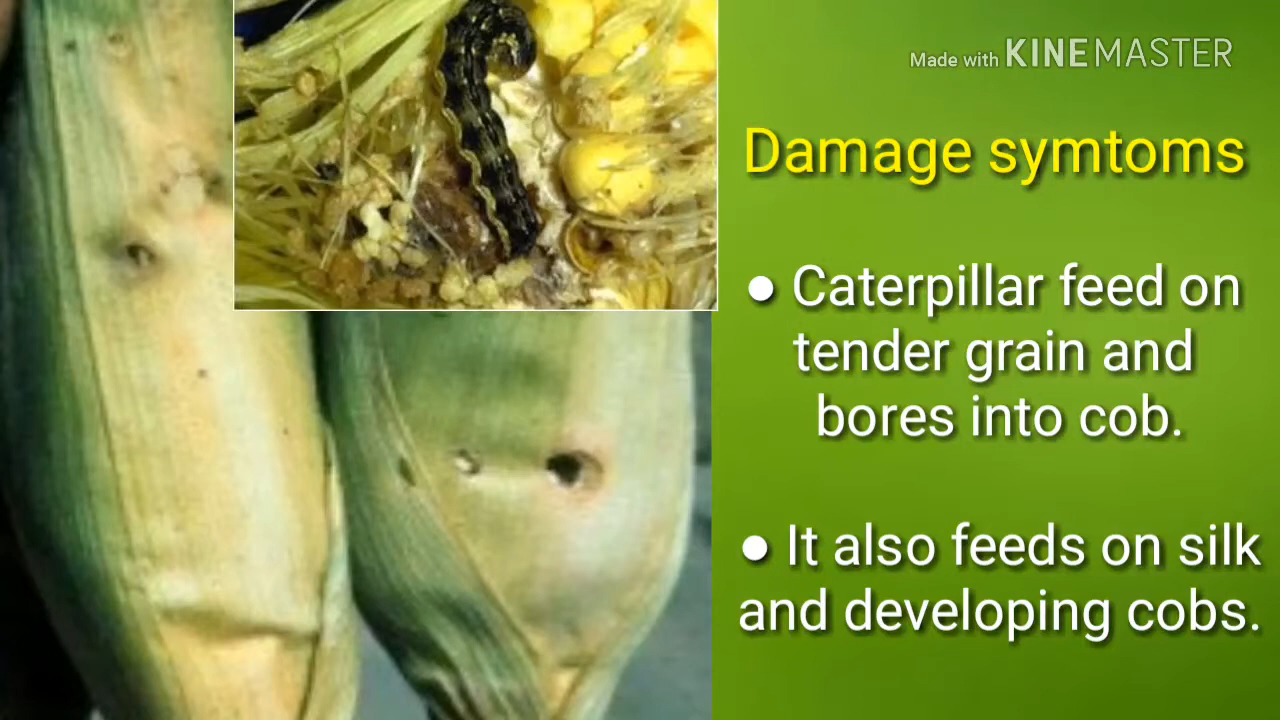 Made with KINEMASTER
Damage symtoms
● Caterpillar feed on
tender grain and
bores into cob.
● It also feeds on silk
and developing cobs.